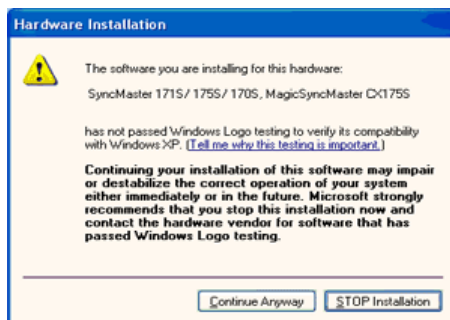 Hardware Installation
The software you are installing for this hardware:
SyncMaster 171S/ 175S/ 170S, MagicSyncMaster CX175S
has not passed Windows Logo testing to verify its compatibility
with Windows XP. (Tell me why this testing is important.)
Continuing your installation of this software may impair
or destabilize the correct operation of your system
either immediately or in the future. Microsoft strongly
recommends that you stop this installation now and
contact the hardware vendor for software that has
passed Windows Logo testing.
Continue Anyway STOP Installation